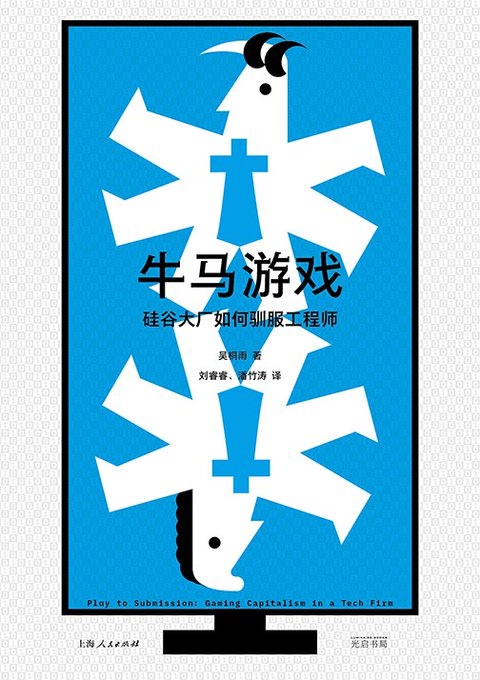 牛马游戏
硅谷大厂如何驯服工程师
吴桐雨 著
刘睿睿、潘竹涛 译
Play to Submission: Gaming Capitalism in a Tech Firm
上海人民出版社
LUMINAIRE BOOKS
光启书局